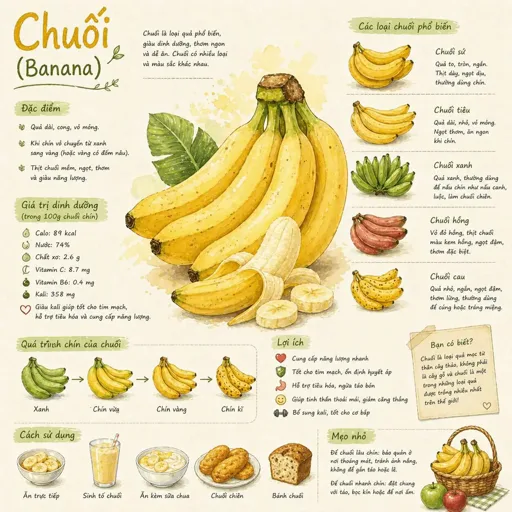 Chuối
(Banana)
Chuối là loại quả phổ biến,
giàu dinh dưỡng, thơm ngon
và dễ ăn. Chuối có nhiều loại
và màu sắc khác nhau.
Đặc điểm
Quả dài, cong, vỏ mỏng.
Khi chín vỏ chuyển từ xanh
sang vàng (hoặc vàng có đốm nâu).
Thịt chuối mềm, ngọt, thơm
và giàu năng lượng.
Giá trị dinh dưỡng
(trong 100g chuối chín)
Calo: 89 kcal
Nước: 74%
Chất xơ: 2.6 g
Vitamin C: 8.7 mg
Vitamin B6: 0.4 mg
Kali: 358 mg
Giàu kali giúp tốt cho tim mạch,
hỗ trợ tiêu hóa và cung cấp năng lượng.
Các loại chuối phổ biến
Chuối sứ
Quả to, tròn, ngắn.
Thịt dày, ngọt dịu,
thường dùng chín.
Chuối tiêu
Quả dài, nhỏ, vỏ mỏng.
Ngọt thơm, ăn ngon
khi chín.
Chuối xanh
Quả xanh, thường dùng
để nấu chín như nấu canh,
luộc, làm chuối chiên.
Chuối hồng
Vỏ đỏ hồng, thịt chuối
màu kem hồng, ngọt đậm,
thơm đặc biệt.
Chuối cau
Quả nhỏ, ngắn, ngọt đậm,
thơm lừng, thường dùng
để cúng hoặc tráng miệng.
Quá trình chín của chuối
Xanh
Chín vừa
Chín vàng
Chín kĩ
Lợi ích
Cung cấp năng lượng nhanh
Tốt cho tim mạch, ổn định huyết áp
Hỗ trợ tiêu hóa, ngừa táo bón
Giúp tinh thần thoải mái, giảm căng thẳng
Bổ sung kali, tốt cho cơ bắp
Bạn có biết?
Chuối là loại quả mọc từ
thân cây thảo, không phải
là cây gỗ và chuối là một
trong những loại quả
được trồng nhiều nhất
trên thế giới!
Cách sử dụng
Ăn trực tiếp
Sinh tố chuối
Ăn kèm sữa chua
Chuối chiên
Bánh chuối
Mẹo nhỏ
Để chuối lâu chín: bảo quản ở
nơi thoáng mát, tránh ánh nắng,
không để gần táo hoặc lê.
Để chuối nhanh chín: đặt chung
với táo, bọc kín hoặc để nơi ấm.